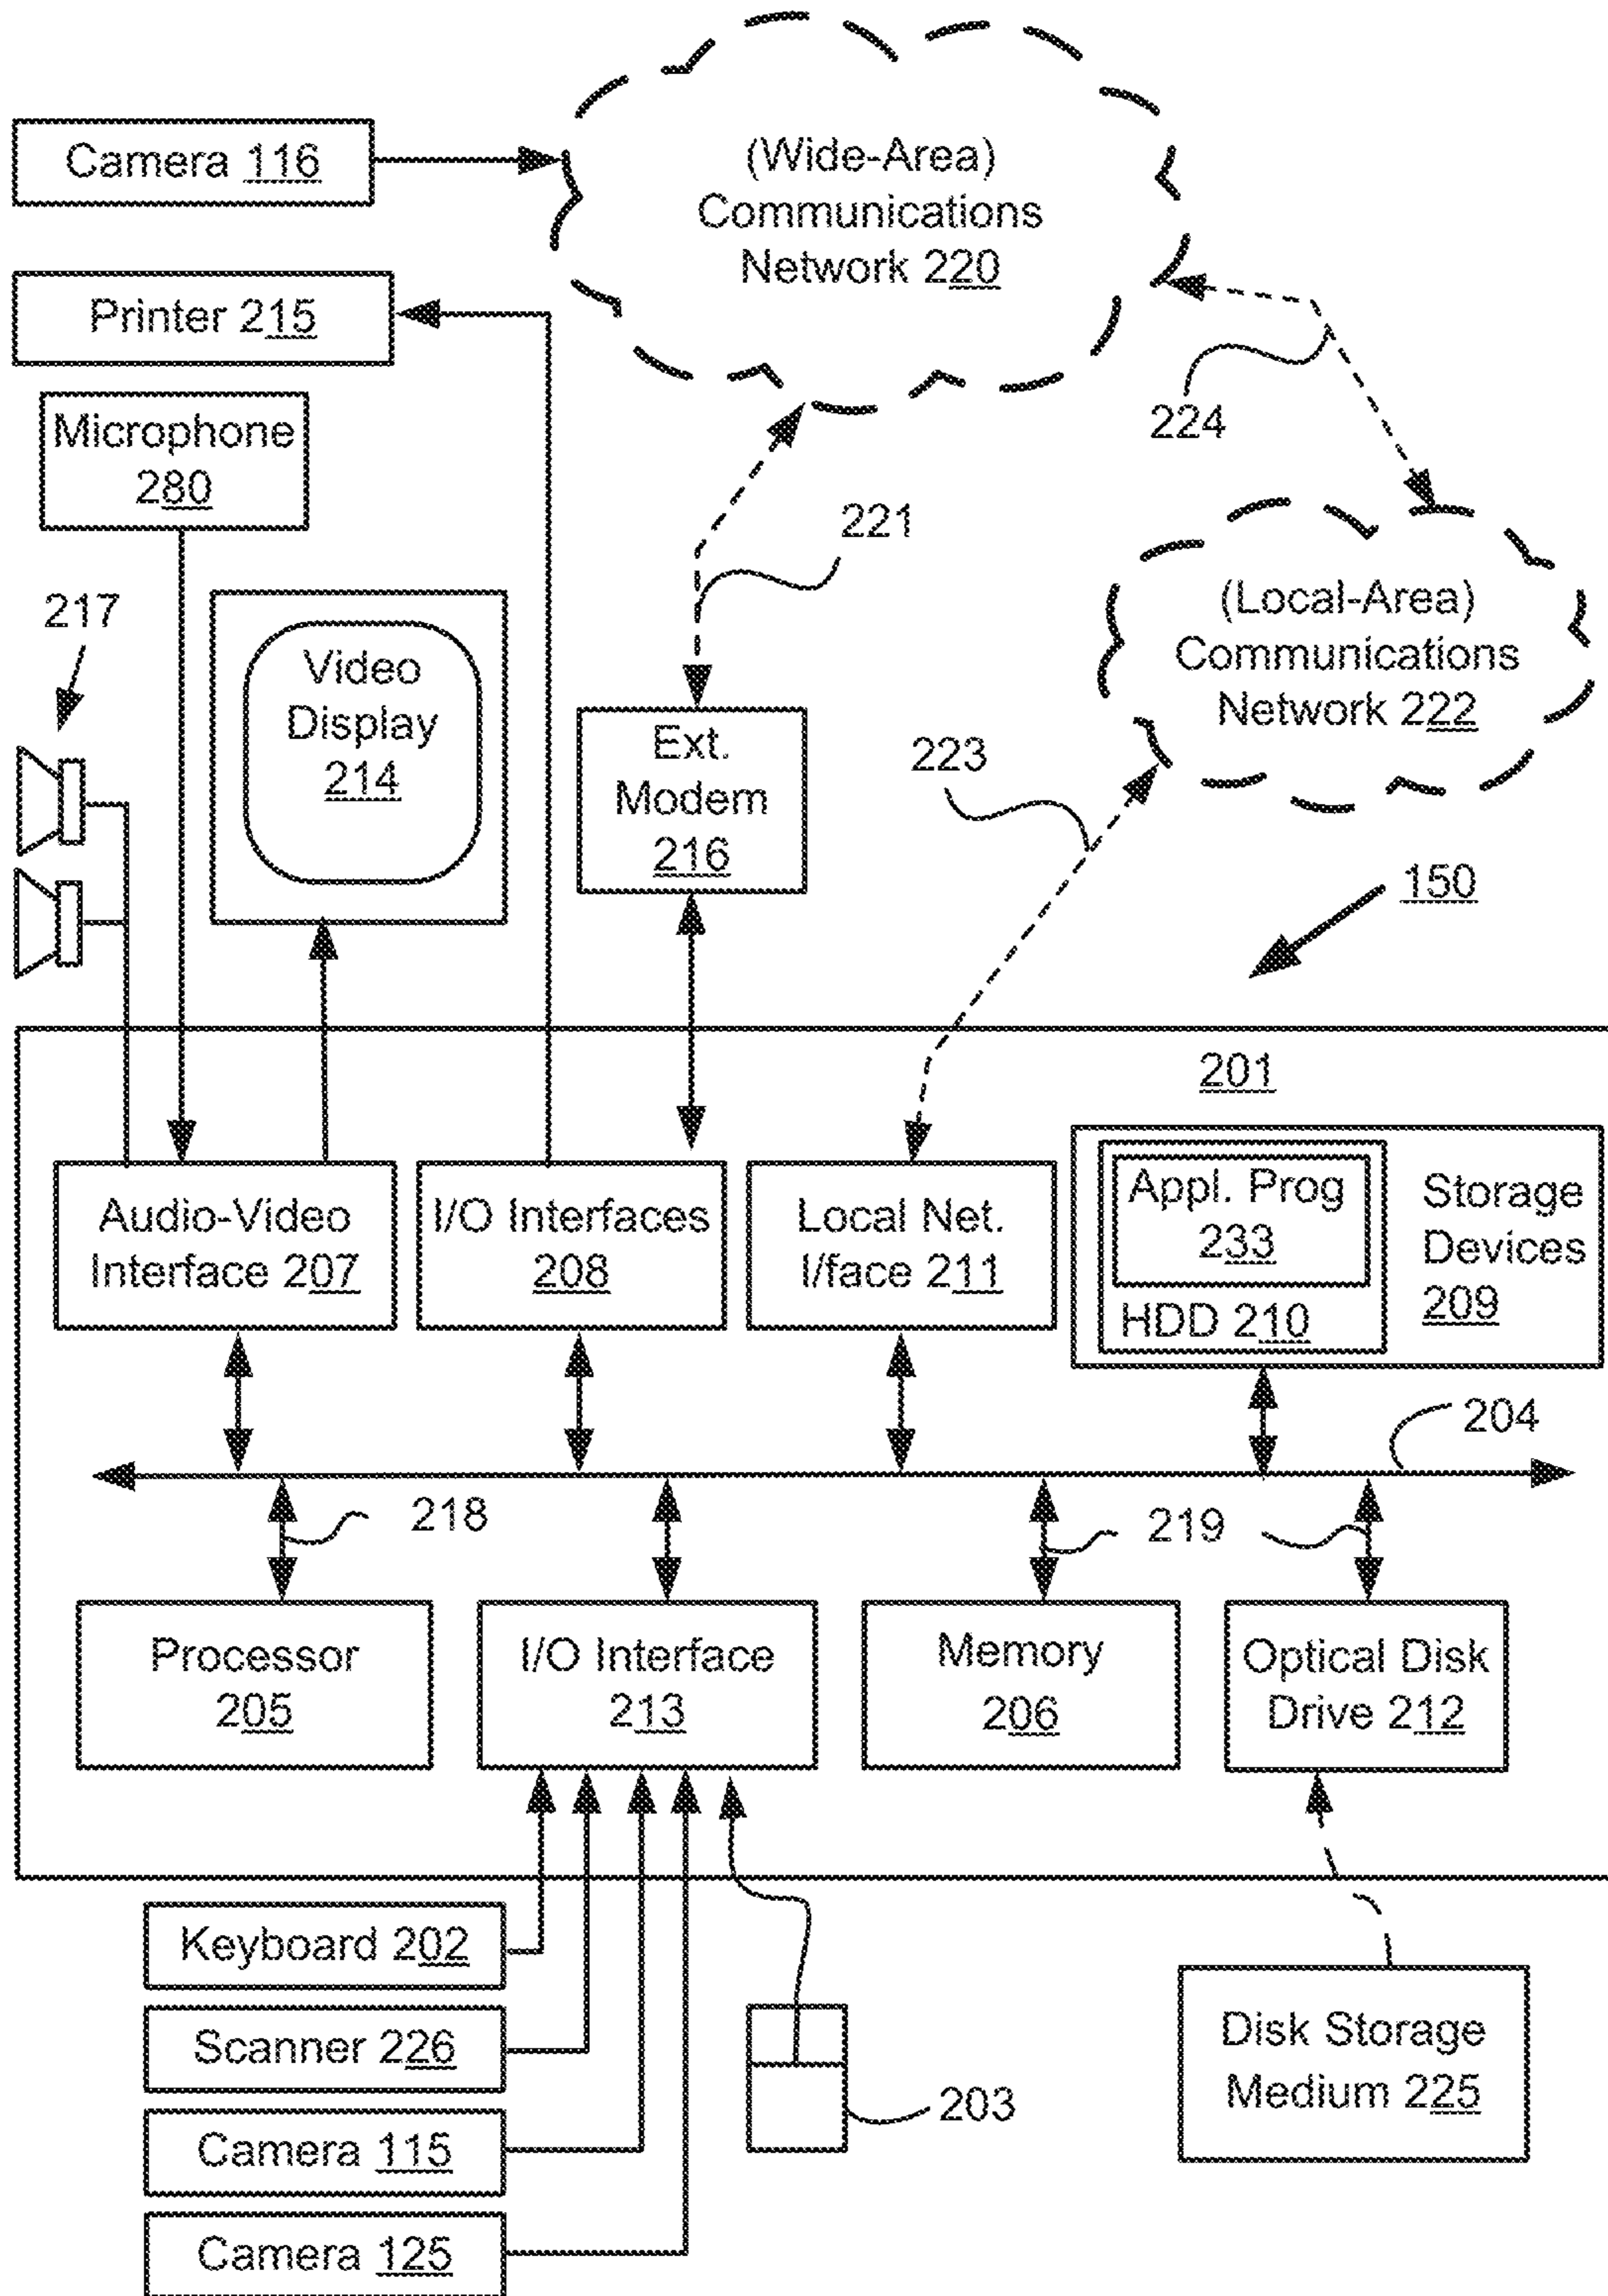 Camera 116
(Wide-Area)
Communications
Network 220
Printer 215
224
Microphone
280
221
217
Video
Display
214
(Local-Area)
Communications
Network 222
Ext.
Modem
216
223
150
201
Audio-Video
Interface 207
I/O Interfaces
208
Local Net.
I/face 211
Appl. Prog
233
HDD 210
Storage
Devices
209
204
218
219
Processor
205
I/O Interface
213
Memory
206
Optical Disk
Drive 212
Keyboard 202
Scanner 226
Camera 115
Camera 125
203
Disk Storage
Medium 225